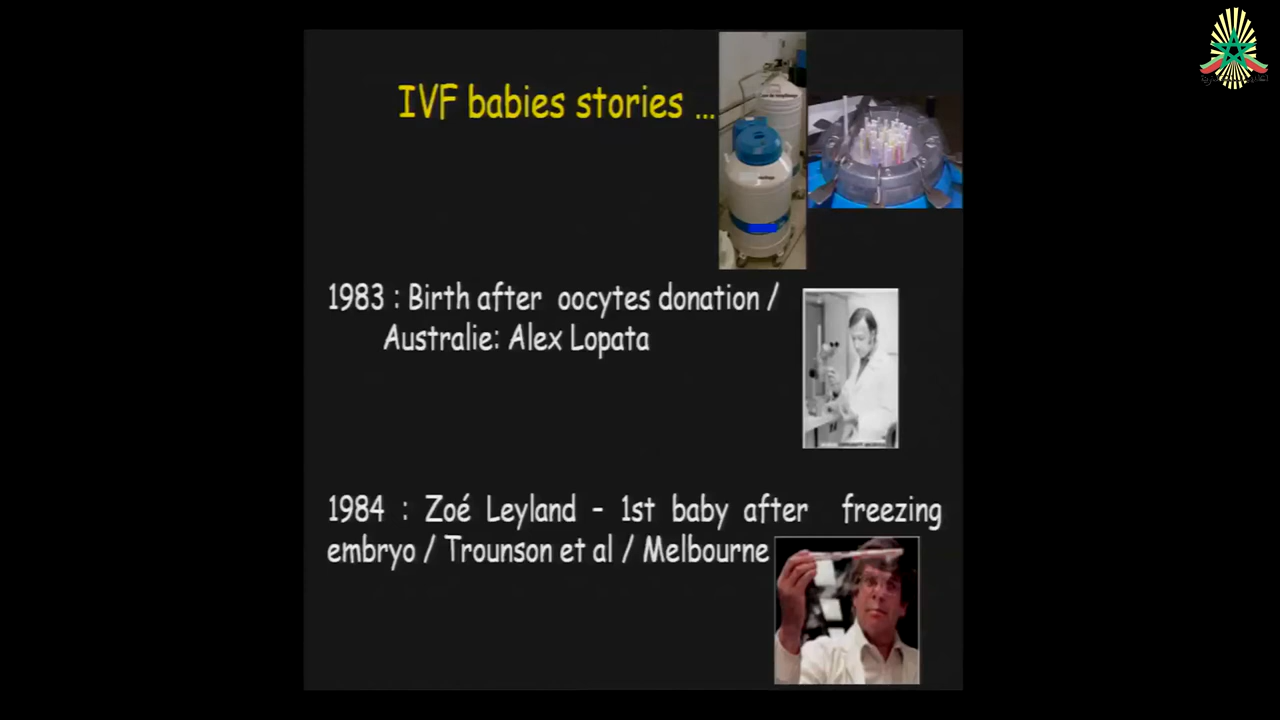 IVF babies stories ...
1983 : Birth after oocytes donation /
Australie: Alex Lopata
1984 : Zoé Leyland - 1st baby after freezing
embryo / Trounson et al / Melbourne